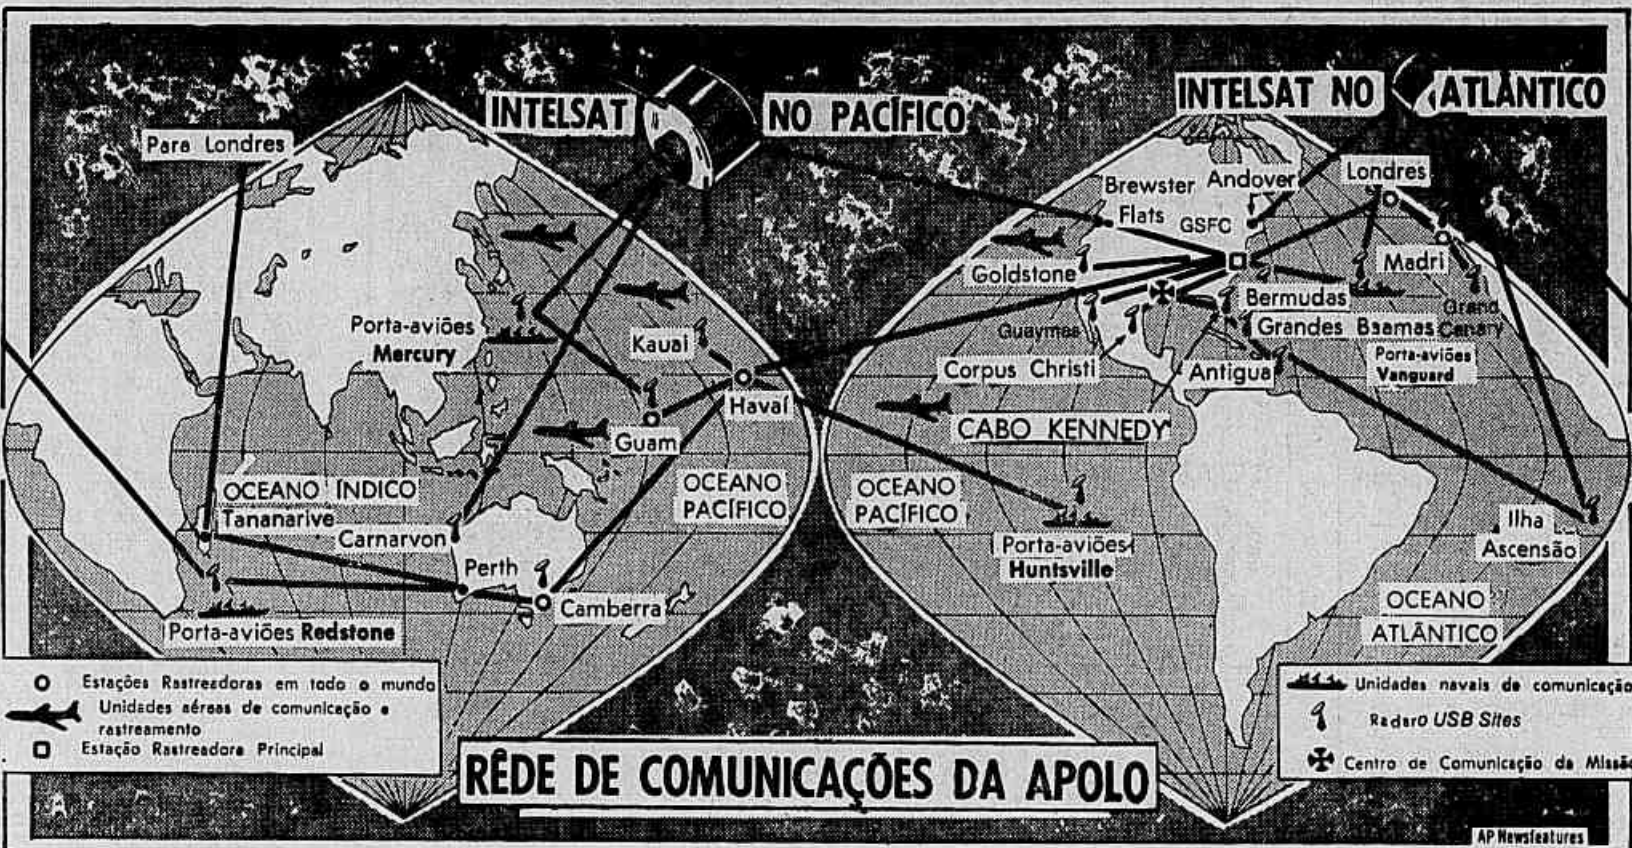 INTELSAT NO PACÍFICO
INTELSAT NO ATLÂNTICO
Para Londres
Porta-aviões
Mercury
Kauai
Havaí
Guam
OCEANO ÍNDICO
Tananarive
Carnarvon
Perth
Camberra
Porta-aviões Redstone
OCEANO
PACÍFICO
Brewster
Flats
Andover
GSFC
Londres
Madri
Goldstone
Guaymas
Bermudas
Grandes Baamas
Grand
Canary
Corpus Christi
Antigua
Porta-aviões
Vanguard
CABO KENNEDY
OCEANO
PACÍFICO
Porta-aviões
Huntsville
Ilha
Ascensão
OCEANO
ATLÂNTICO
Estações Rastreadoras em todo o mundo
Unidades aéreas de comunicação e
rastreamento
Estação Rastreadora Principal
Unidades navais de comunicação
Radaro USB Sites
Centro de Comunicação da Missão
RÊDE DE COMUNICAÇÕES DA APOLO
AP Newsfeatures